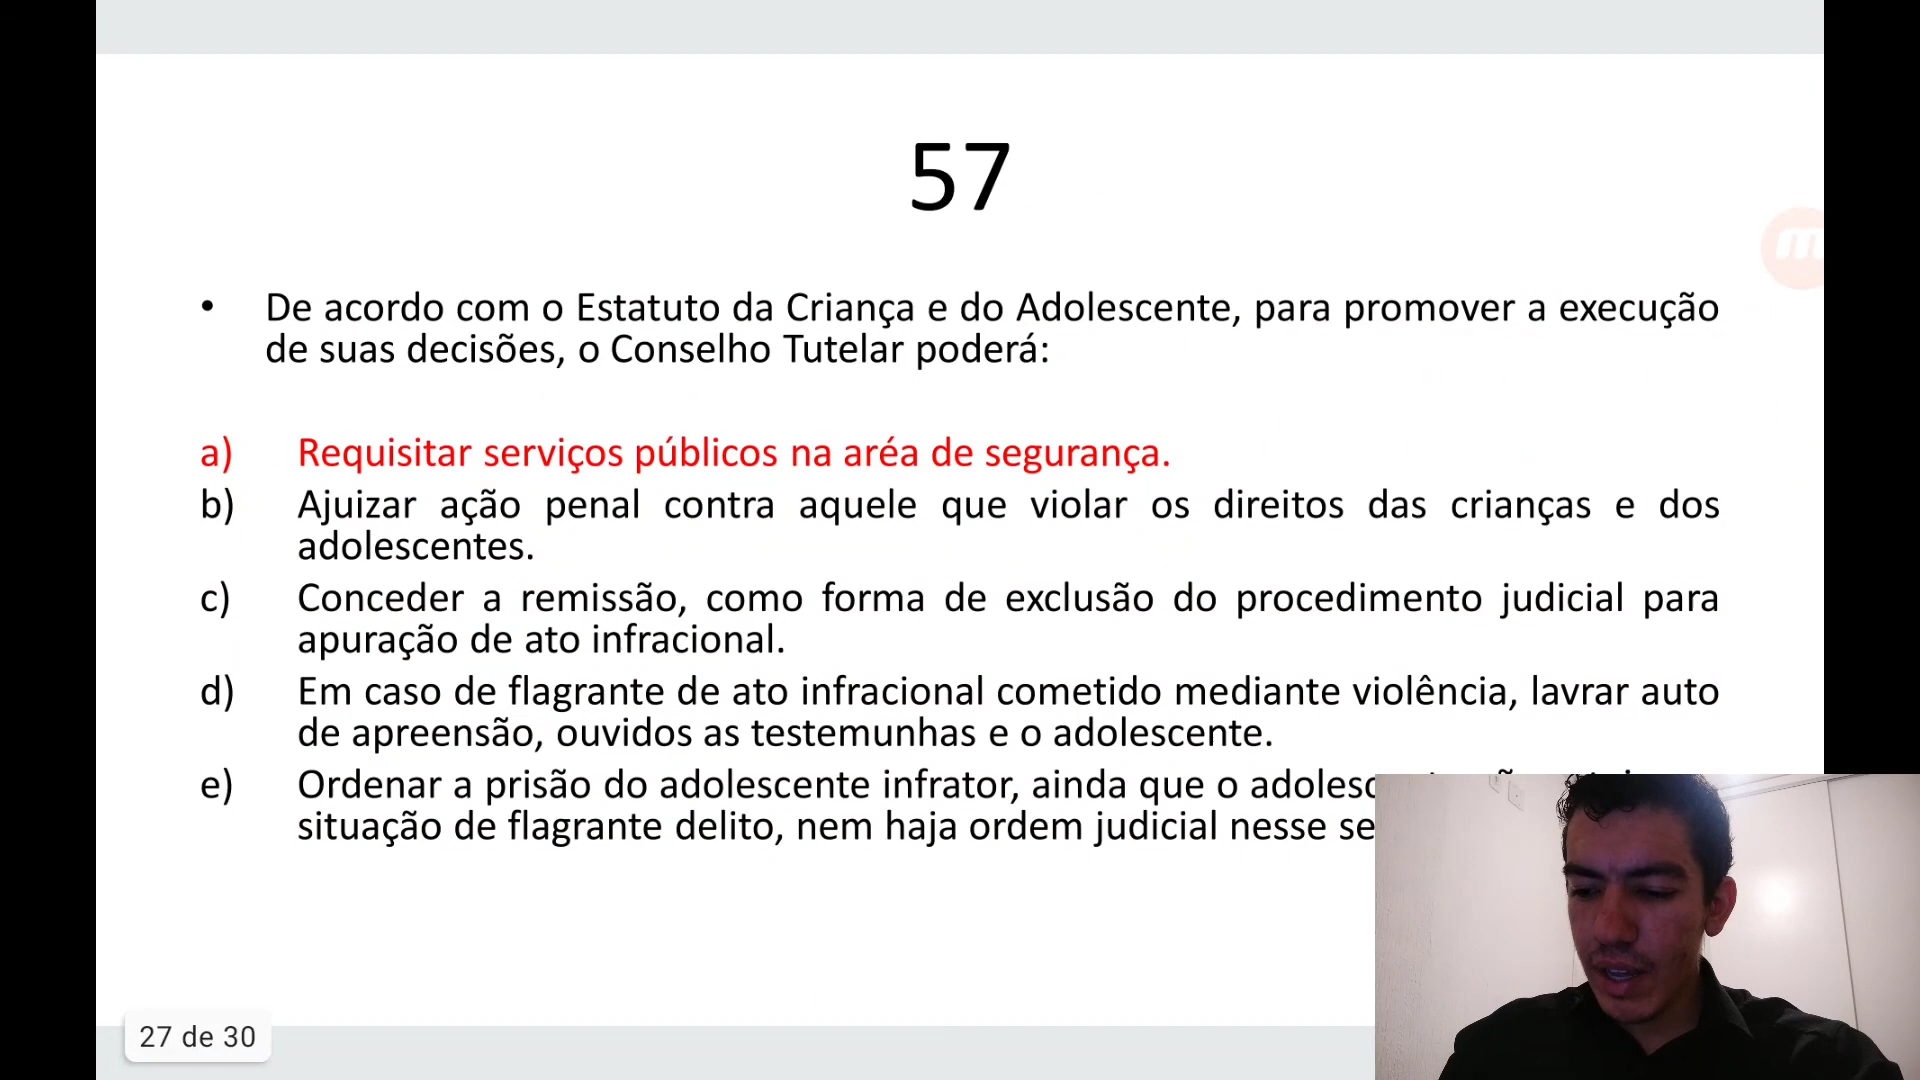 57
• De acordo com o Estatuto da Criança e do Adolescente, para promover a execução
de suas decisões, o Conselho Tutelar poderá:
a) Requisitar serviços públicos na aréa de segurança.
b) Ajuizar ação penal contra aquele que violar os direitos das crianças e dos
adolescentes.
c) Conceder a remissão, como forma de exclusão do procedimento judicial para
apuração de ato infracional.
d) Em caso de flagrante de ato infracional cometido mediante violência, lavrar auto
de apreensão, ouvidos as testemunhas e o adolescente.
e) Ordenar a prisão do adolescente infrator, ainda que o
situação de flagrante delito, nem haja ordem judicial nesse
27 de 30